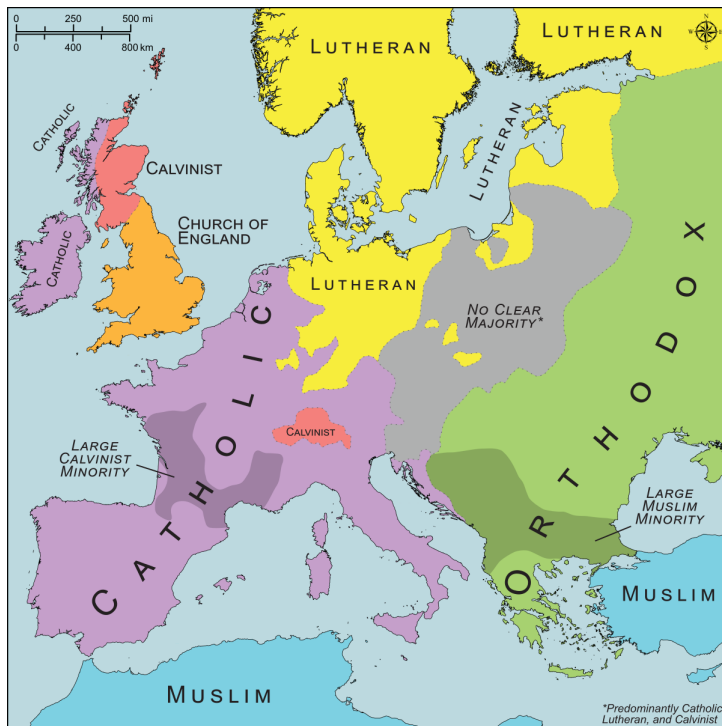 0 250 500 mi
0 400 800 km
N
W E
S
LUTHERAN
LUTHERAN
LUTHERAN
CATHOLIC
CALVINIST
CATHOLIC
CHURCH OF
ENGLAND
LUTHERAN
NO CLEAR
MAJORITY*
ORTHODOX
CATHOLIC
CALVINIST
LARGE
CALVINIST
MINORITY
LARGE
MUSLIM
MINORITY
MUSLIM
MUSLIM
*Predominantly Catholic,
Lutheran, and Calvinist